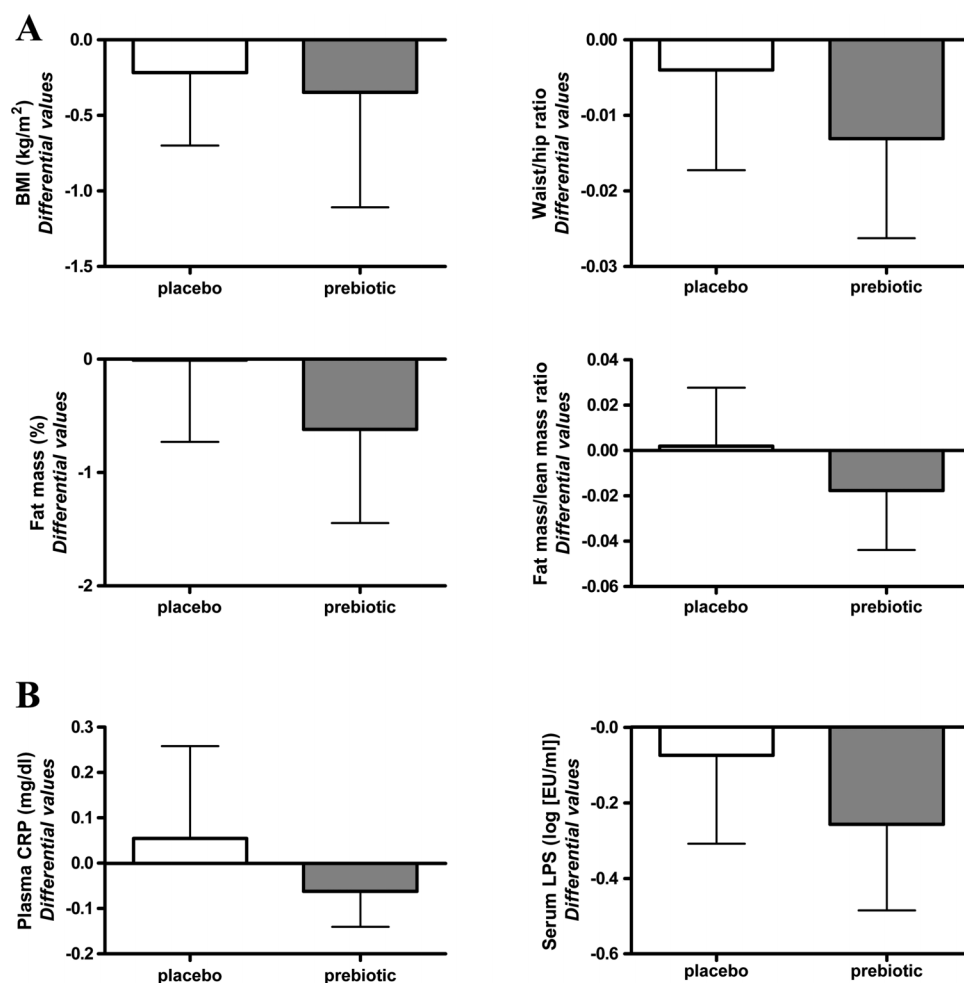 A
BMI (kg/m²)
Differential values
0.0
-0.5
-1.0
-1.5
placebo prebiotic
Waist/hip ratio
Differential values
0.00
-0.01
-0.02
-0.03
placebo prebiotic
Fat mass (%)
Differential values
0
-1
-2
placebo prebiotic
Fat mass/lean mass ratio
Differential values
0.04
0.02
0.00
-0.02
-0.04
-0.06
placebo prebiotic
B
Plasma CRP (mg/dl)
Differential values
0.3
0.2
0.1
0.0
-0.1
-0.2
placebo prebiotic
Serum LPS (log [EU/ml])
Differential values
-0.0
-0.2
-0.4
-0.6
placebo prebiotic